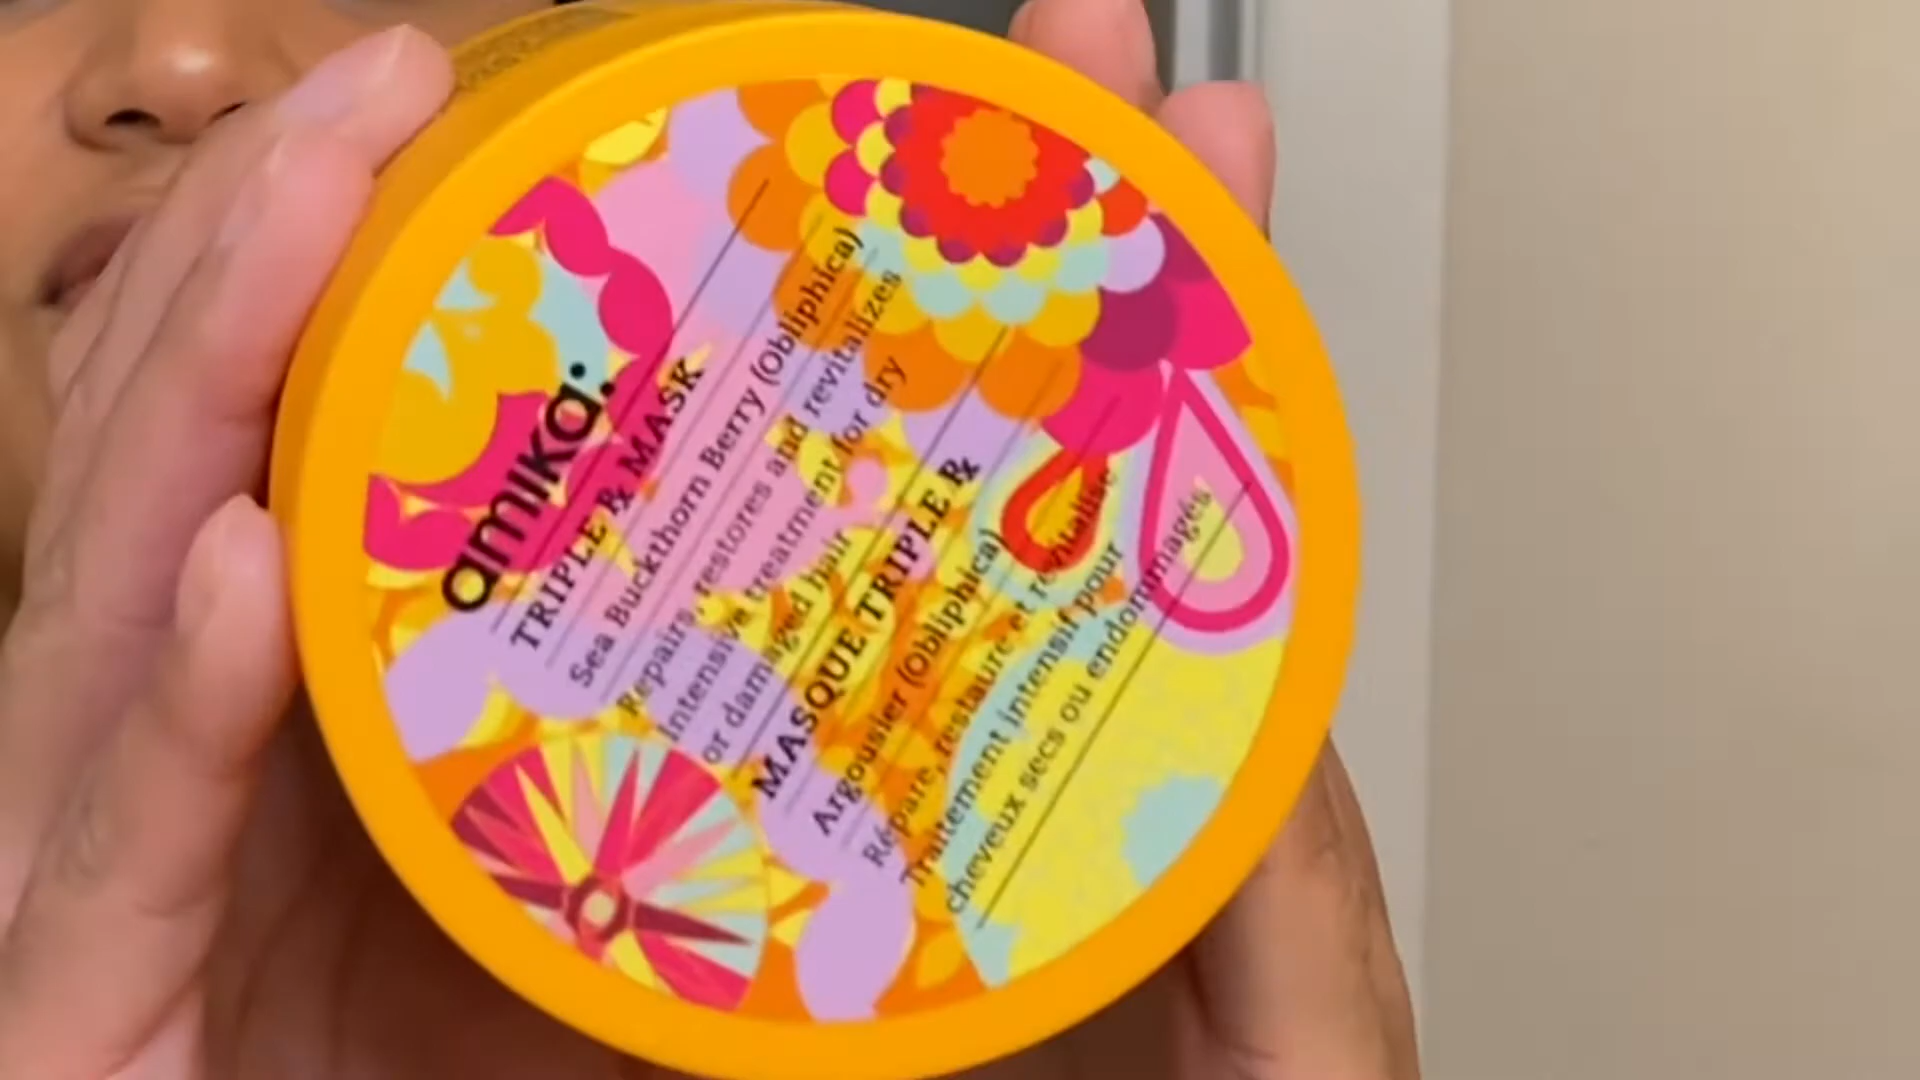 amika:
TRIPLE ℞ MASK
Sea Buckthorn Berry (Obliphica)
Repairs, restores and revitalizes
Intensive treatment for dry
or damaged hair
MASQUE TRIPLE ℞
Argousier (Obliphica)
Répare, restaure et revitalise
Traitement intensif pour
cheveux secs ou endommagés